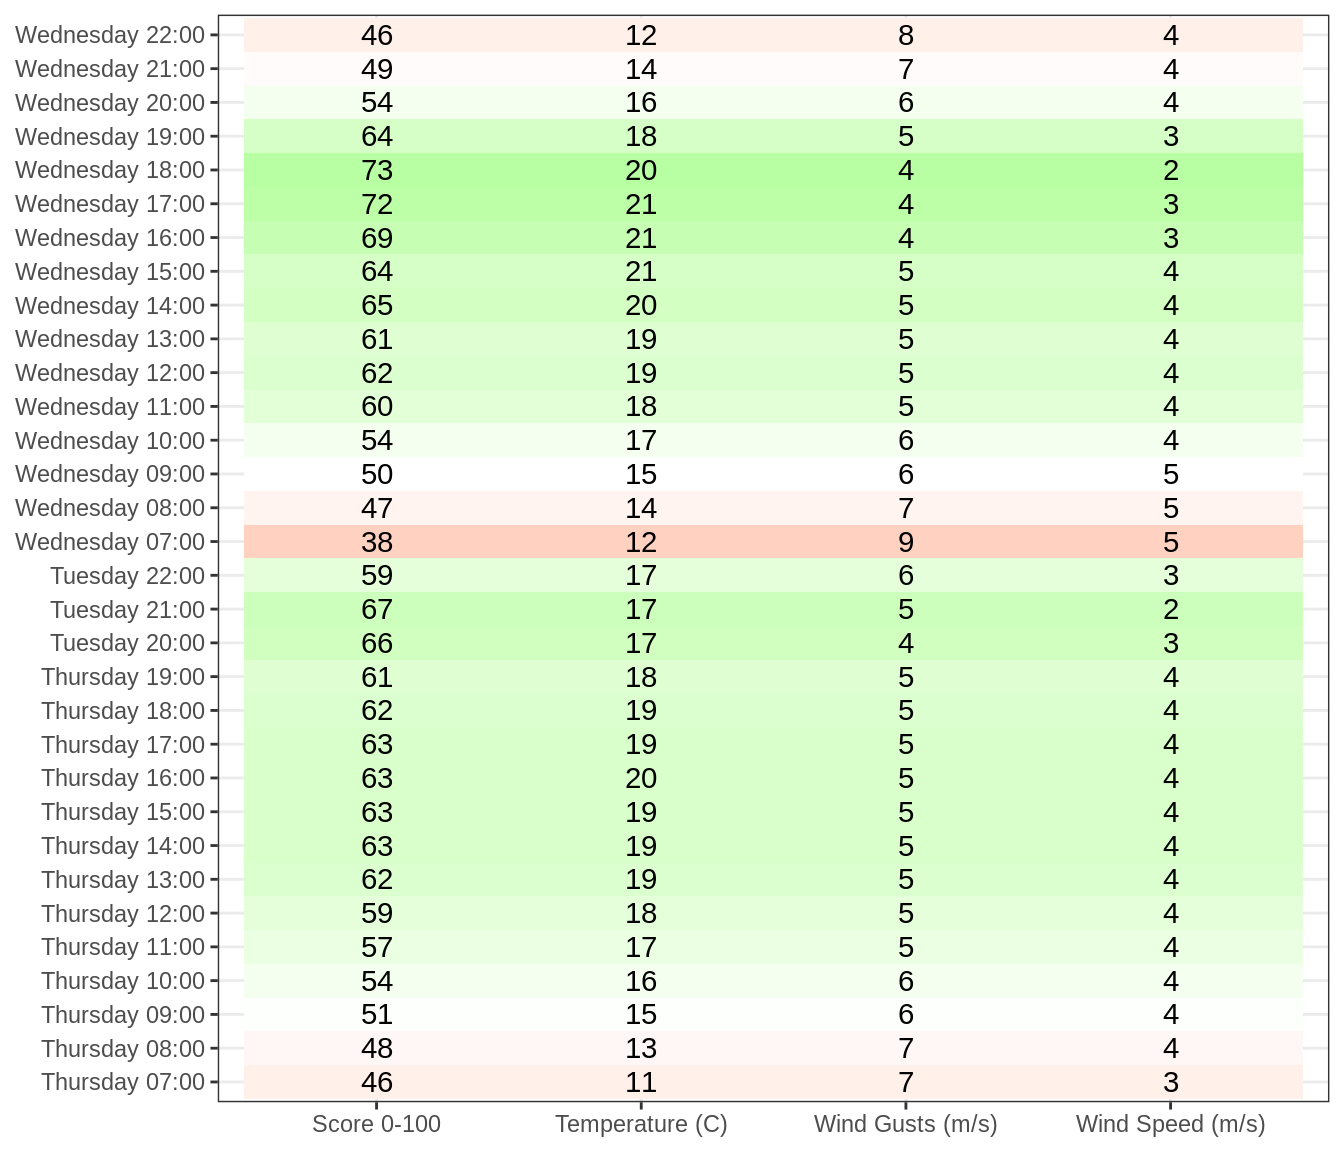 Wednesday 22:00 46 12 8 4
Wednesday 21:00 49 14 7 4
Wednesday 20:00 54 16 6 4
Wednesday 19:00 64 18 5 3
Wednesday 18:00 73 20 4 2
Wednesday 17:00 72 21 4 3
Wednesday 16:00 69 21 4 3
Wednesday 15:00 64 21 5 4
Wednesday 14:00 65 20 5 4
Wednesday 13:00 61 19 5 4
Wednesday 12:00 62 19 5 4
Wednesday 11:00 60 18 5 4
Wednesday 10:00 54 17 6 4
Wednesday 09:00 50 15 6 5
Wednesday 08:00 47 14 7 5
Wednesday 07:00 38 12 9 5
Tuesday 22:00 59 17 6 3
Tuesday 21:00 67 17 5 2
Tuesday 20:00 66 17 4 3
Thursday 19:00 61 18 5 4
Thursday 18:00 62 19 5 4
Thursday 17:00 63 19 5 4
Thursday 16:00 63 20 5 4
Thursday 15:00 63 19 5 4
Thursday 14:00 63 19 5 4
Thursday 13:00 62 19 5 4
Thursday 12:00 59 18 5 4
Thursday 11:00 57 17 5 4
Thursday 10:00 54 16 6 4
Thursday 09:00 51 15 6 4
Thursday 08:00 48 13 7 4
Thursday 07:00 46 11 7 3
Score 0-100 Temperature (C) Wind Gusts (m/s) Wind Speed (m/s)